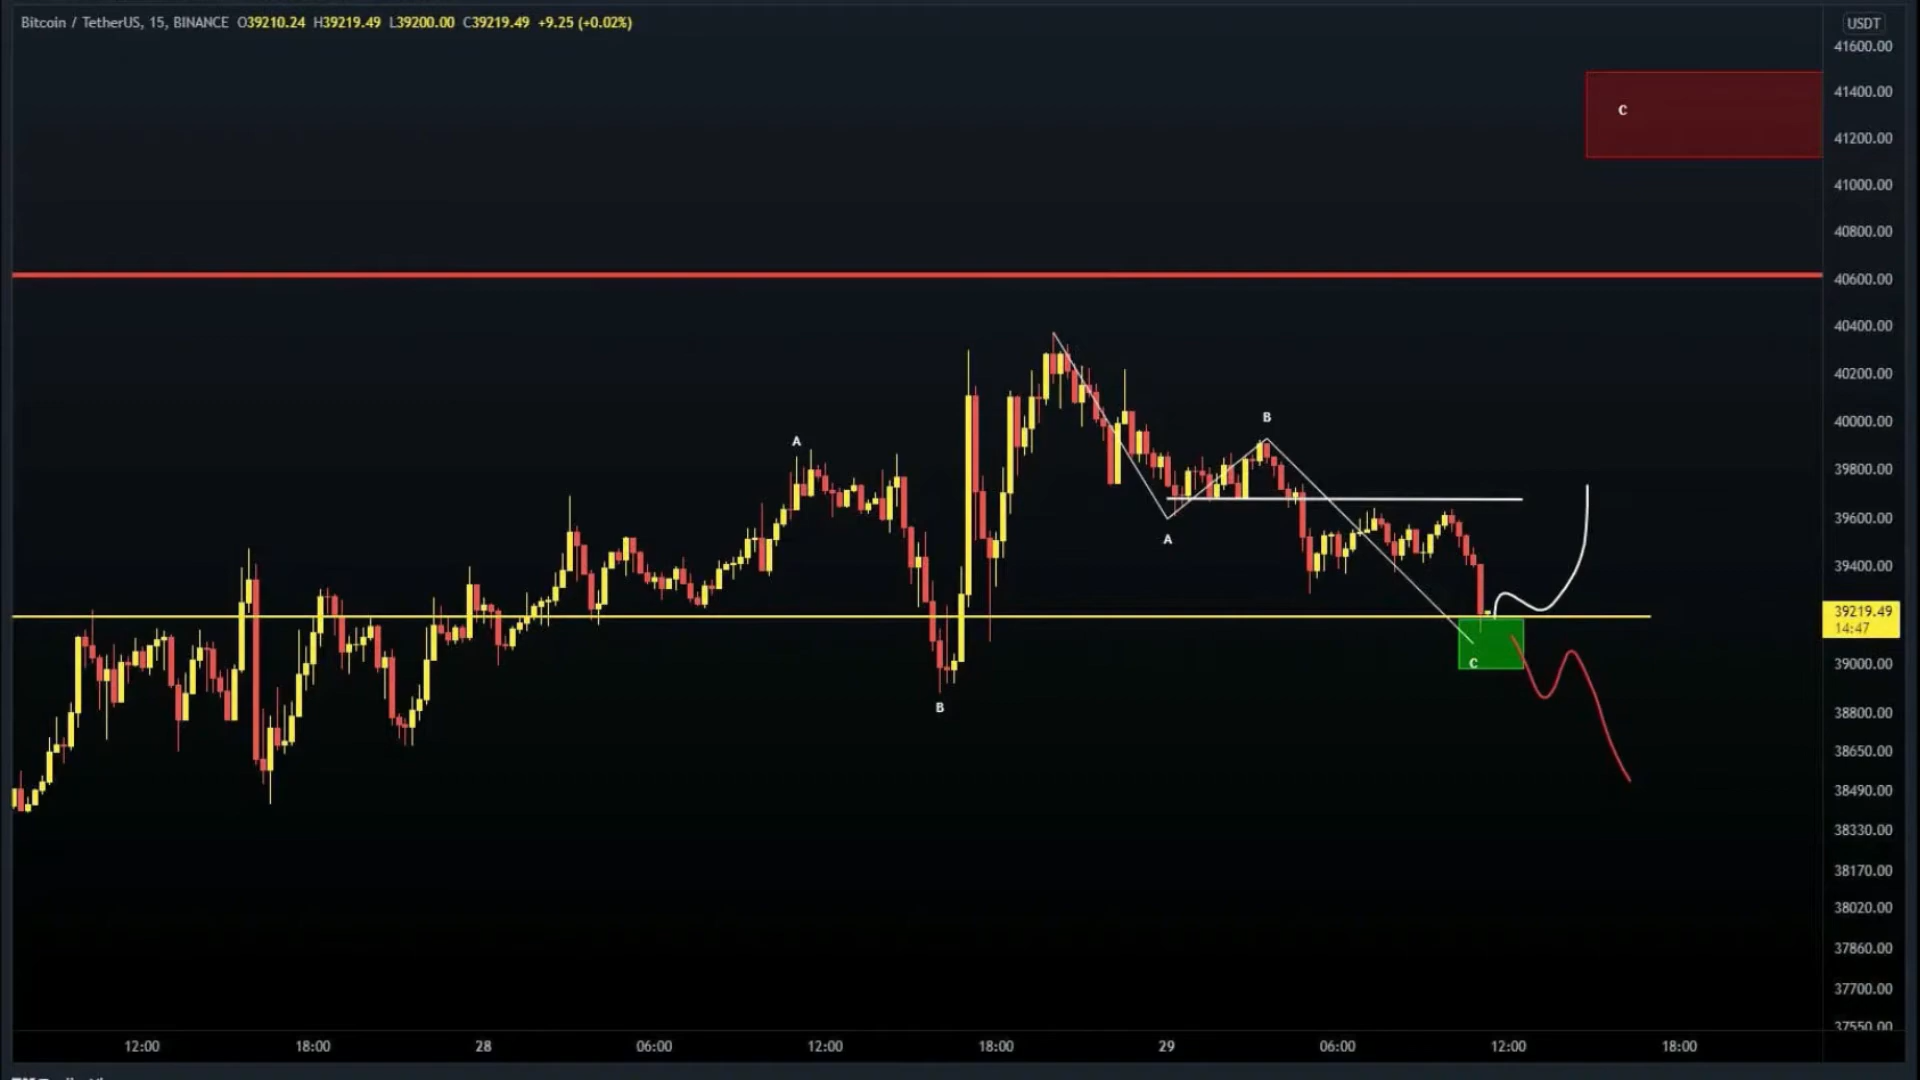 Bitcoin / TetherUS, 15, BINANCE O39210.24 H39219.49 L39200.00 C39219.49 +9.25 (+0.02%)
USDT
41600.00
41400.00
C
41200.00
41000.00
40800.00
40600.00
40400.00
40200.00
40000.00
B
A
39800.00
39600.00
A
39400.00
39219.49
14:47
39000.00
C
B
38800.00
38650.00
38490.00
38330.00
38170.00
38020.00
37860.00
37700.00
37550.00
12:00 18:00 28 06:00 12:00 18:00 29 06:00 12:00 18:00